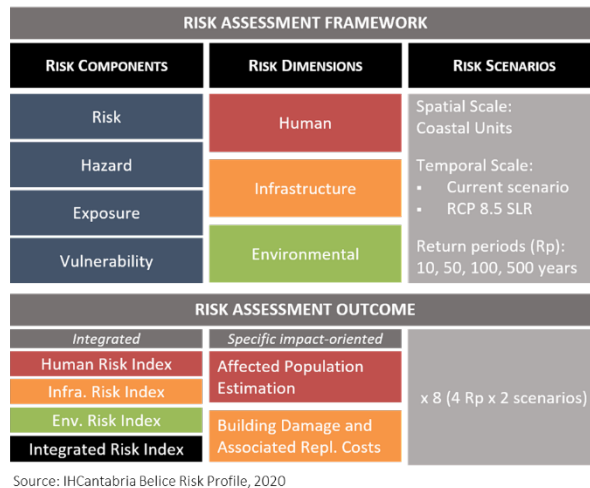 RISK ASSESSMENT FRAMEWORK
RISK COMPONENTS
RISK DIMENSIONS
RISK SCENARIOS
Risk
Hazard
Exposure
Vulnerability
Human
Infrastructure
Environmental
Spatial Scale:
Coastal Units
Temporal Scale:
▪ Current scenario
▪ RCP 8.5 SLR
Return periods (Rp):
10, 50, 100, 500 years
RISK ASSESSMENT OUTCOME
Integrated
Human Risk Index
Infra. Risk Index
Env. Risk Index
Integrated Risk Index
Specific impact-oriented
Affected Population
Estimation
Building Damage and
Associated Repl. Costs
x 8 (4 Rp x 2 scenarios)
Source: IHCantabria Belice Risk Profile, 2020